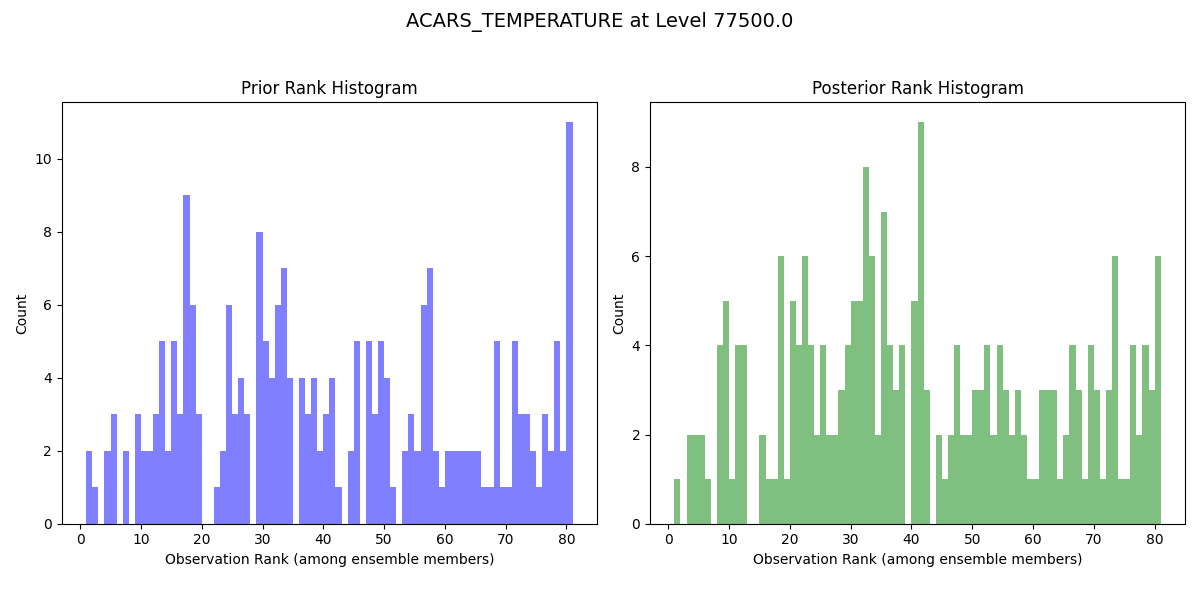 ACARS_TEMPERATURE at Level 77500.0
Prior Rank Histogram
Count
0
2
4
6
8
10
0 10 20 30 40 50 60 70 80
Observation Rank (among ensemble members)
Posterior Rank Histogram
Count
0
2
4
6
8
0 10 20 30 40 50 60 70 80
Observation Rank (among ensemble members)